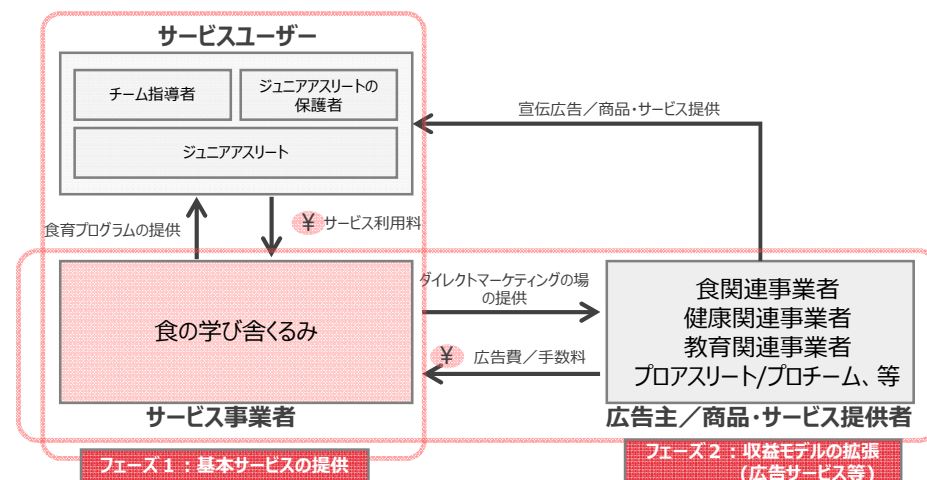 サービスユーザー
チーム指導者
ジュニアアスリートの
保護者
ジュニアアスリート
宣伝広告／商品・サービス提供
食育プログラムの提供
¥ サービス利用料
ダイレクトマーケティングの場
の提供
食の学び舎くるみ
¥ 広告費／手数料
食関連事業者
健康関連事業者
教育関連事業者
プロアスリート/プロチーム、等
サービス事業者
広告主／商品・サービス提供者
フェーズ１：基本サービスの提供
フェーズ２：収益モデルの拡張
(広告サービス等)